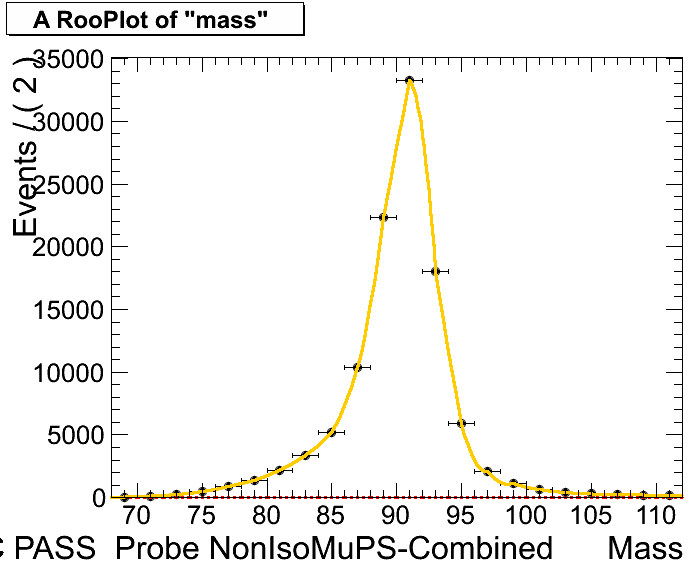 A RooPlot of "mass"
Events / ( 2 )
35000
30000
25000
20000
15000
10000
5000
0
70 75 80 85 90 95 100 105 110
C PASS Probe NonIsoMuPS-Combined Mass